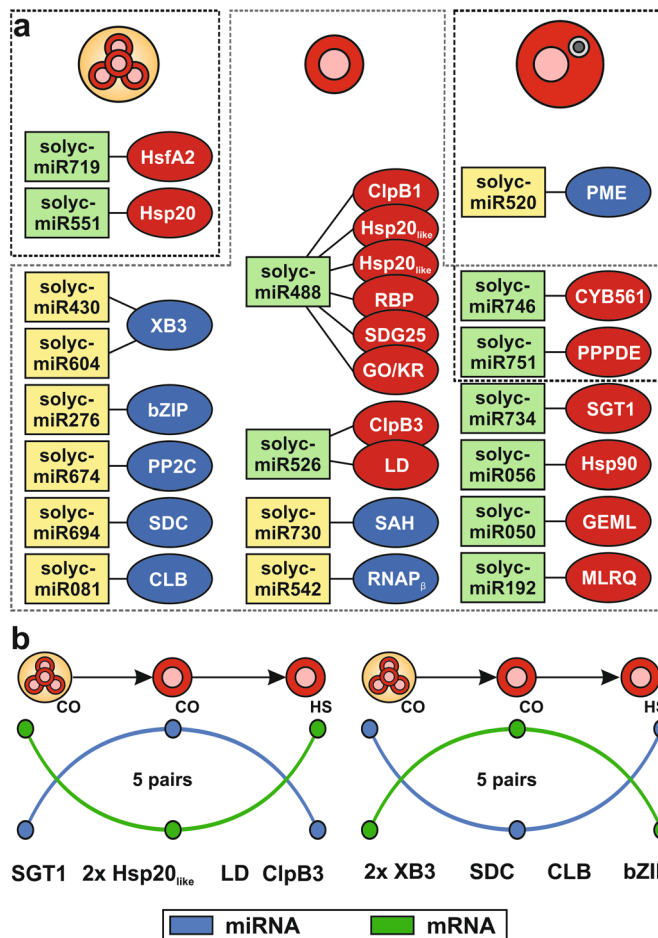 a
solyc-
miR719
HsfA2
solyc-
miR551
Hsp20
solyc-
miR430
solyc-
miR604
XB3
solyc-
miR276
bZIP
solyc-
miR674
PP2C
solyc-
miR694
SDC
solyc-
miR081
CLB
solyc-
miR488
ClpB1
Hsp20like
Hsp20like
RBP
SDG25
GO/KR
solyc-
miR526
ClpB3
LD
solyc-
miR730
SAH
solyc-
miR542
RNAPβ
solyc-
miR520
PME
solyc-
miR746
CYB561
solyc-
miR751
PPPDE
solyc-
miR734
SGT1
solyc-
miR056
Hsp90
solyc-
miR050
GEML
solyc-
miR192
MLRQ
b
CO CO HS
5 pairs
SGT1 2x Hsp20like LD ClpB3
CO CO HS
5 pairs
2x XB3 SDC CLB bZIP
miRNA mRNA